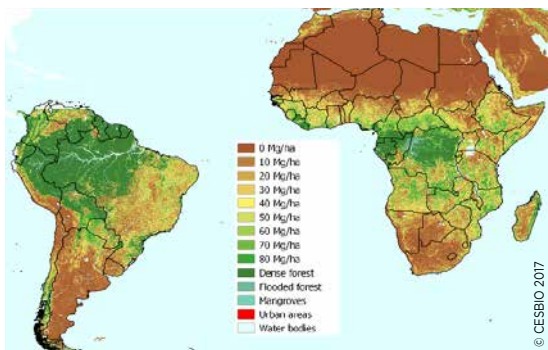 0 Mg/ha
10 Mg/ha
20 Mg/ha
30 Mg/ha
40 Mg/ha
50 Mg/ha
60 Mg/ha
70 Mg/ha
80 Mg/ha
Dense forest
Flooded forest
Mangroves
Urban areas
Water bodies
© CESBIO 2017